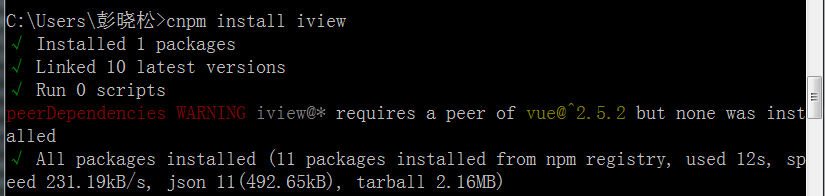 C:\Users\彭晓松>cnpm install iview
√ Installed 1 packages
√ Linked 10 latest versions
√ Run 0 scripts
peerDependencies WARNING iview@* requires a peer of vue@^2.5.2 but none was inst
alled
√ All packages installed (11 packages installed from npm registry, used 12s, sp
eed 231.19kB/s, json 11(492.65kB), tarball 2.16MB)